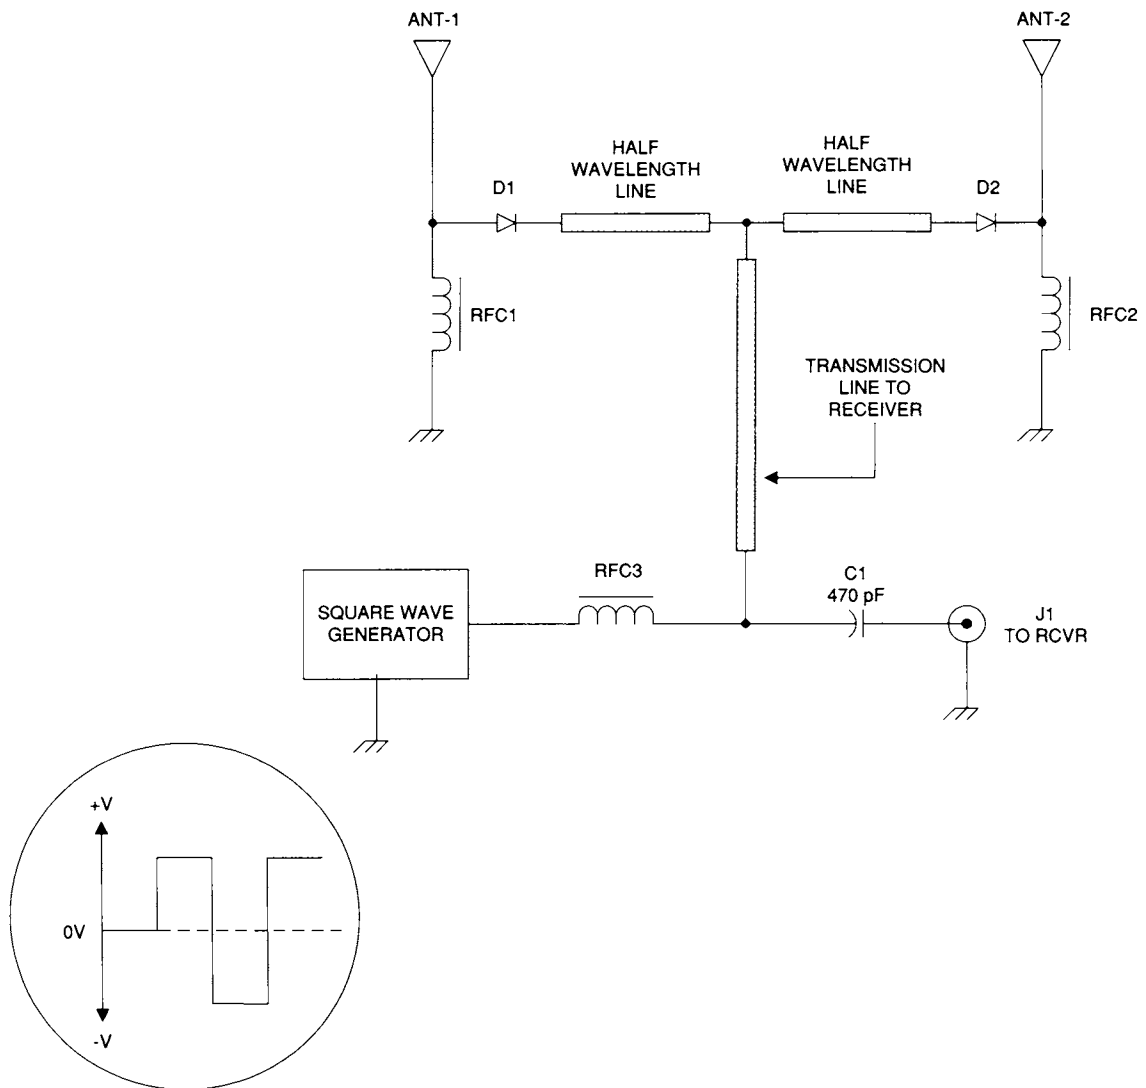 ANT-1
ANT-2
HALF
WAVELENGTH
LINE
HALF
WAVELENGTH
LINE
D1
D2
RFC1
RFC2
TRANSMISSION
LINE TO
RECEIVER
RFC3
C1
470 pF
SQUARE WAVE
GENERATOR
J1
TO RCVR
+V
0V
-V